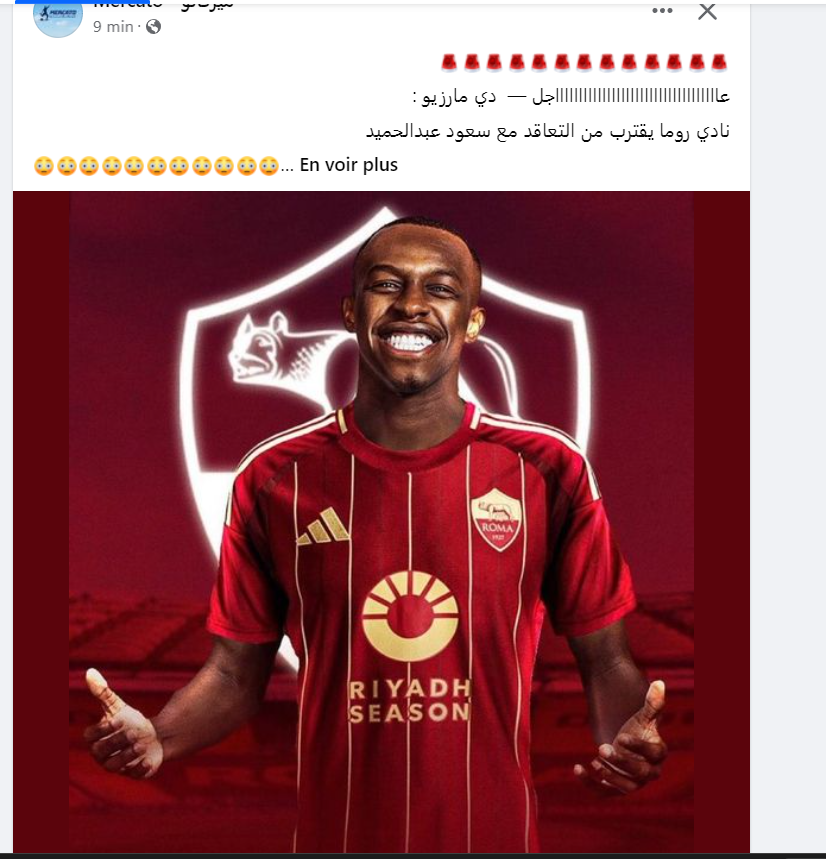 Mercato - ميركاتو
9 min
🚨🚨🚨🚨🚨🚨🚨🚨🚨🚨🚨🚨🚨
عاااااااااااااااااااااااااااااااااااجل — دي مارزيو :
نادي روما يقترب من التعاقد مع سعود عبدالحميد
😳😳😳😳😳😳😳😳😳😳😳... En voir plus
ROMA
1927
RIYADH
SEASON